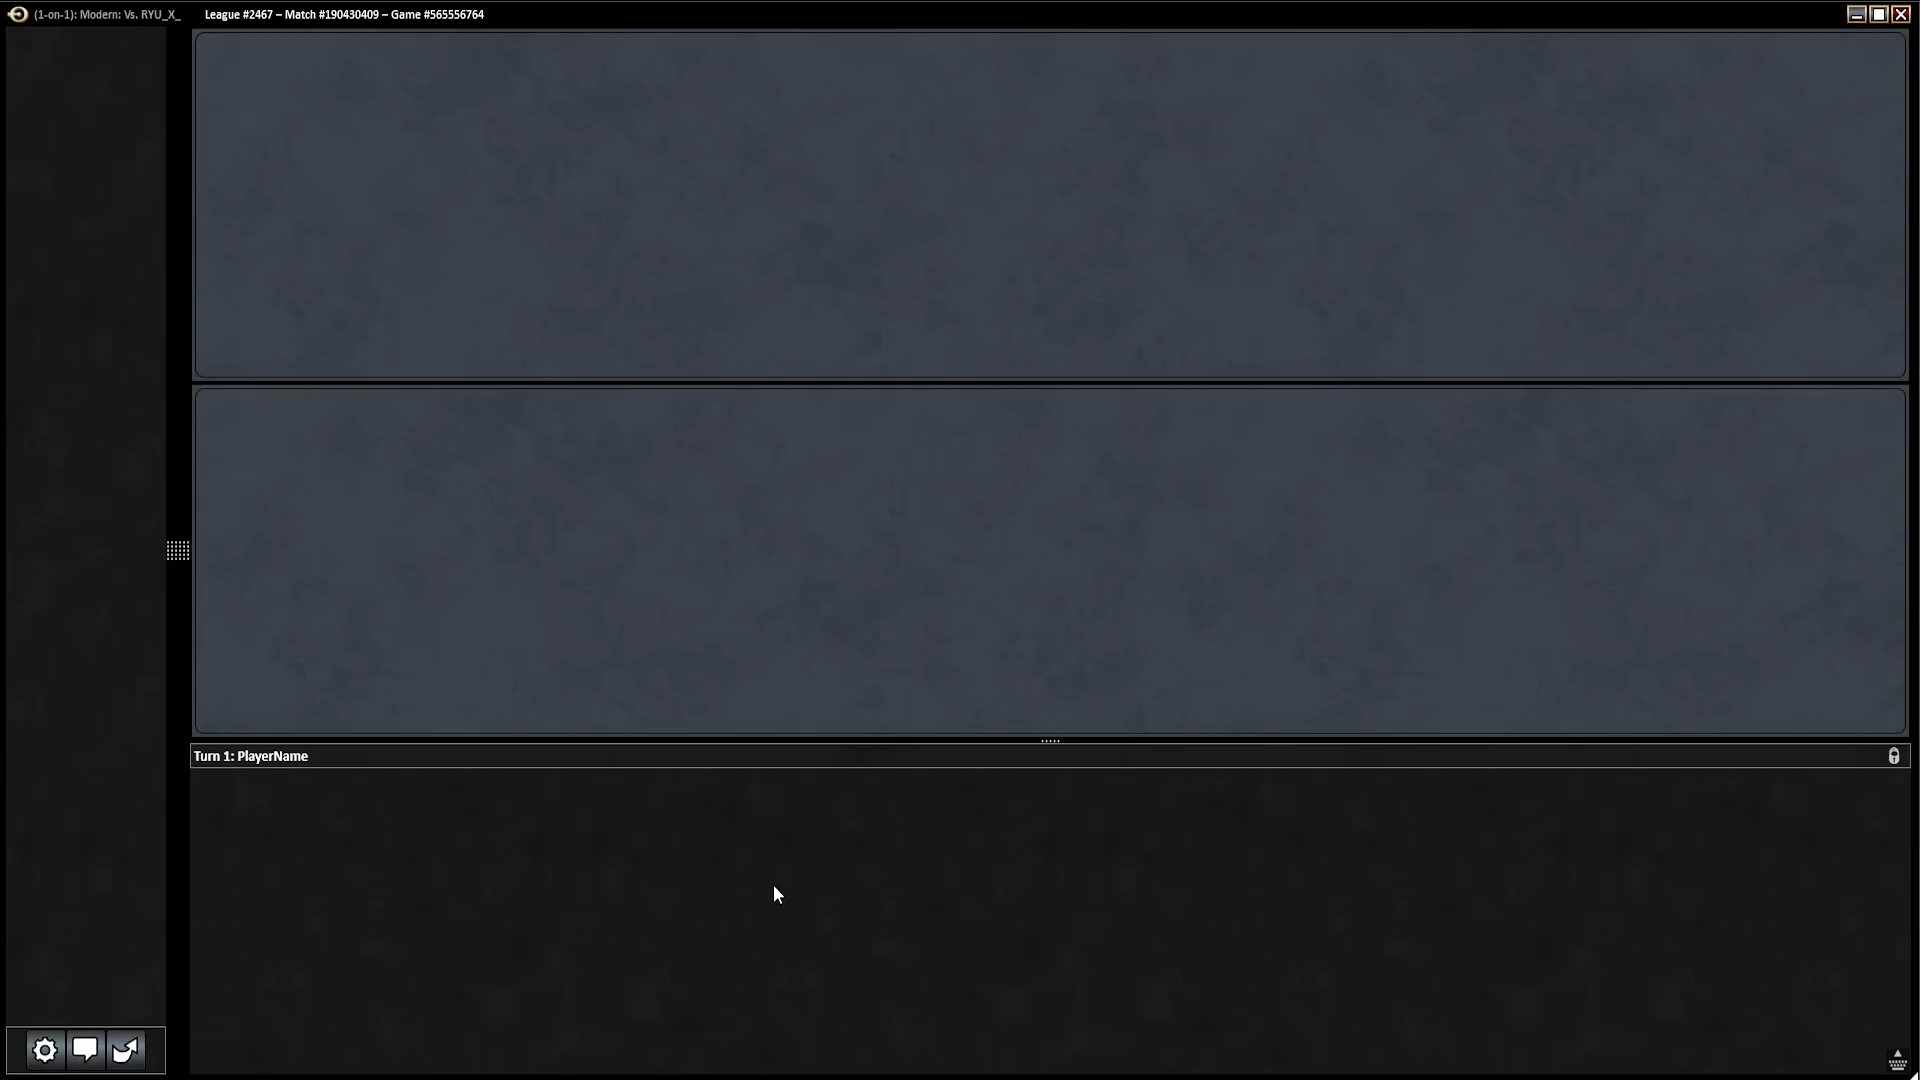 (1-on-1): Modern: Vs. RYU_X_
League #2467 – Match #190430409 – Game #565556764
Turn 1: PlayerName